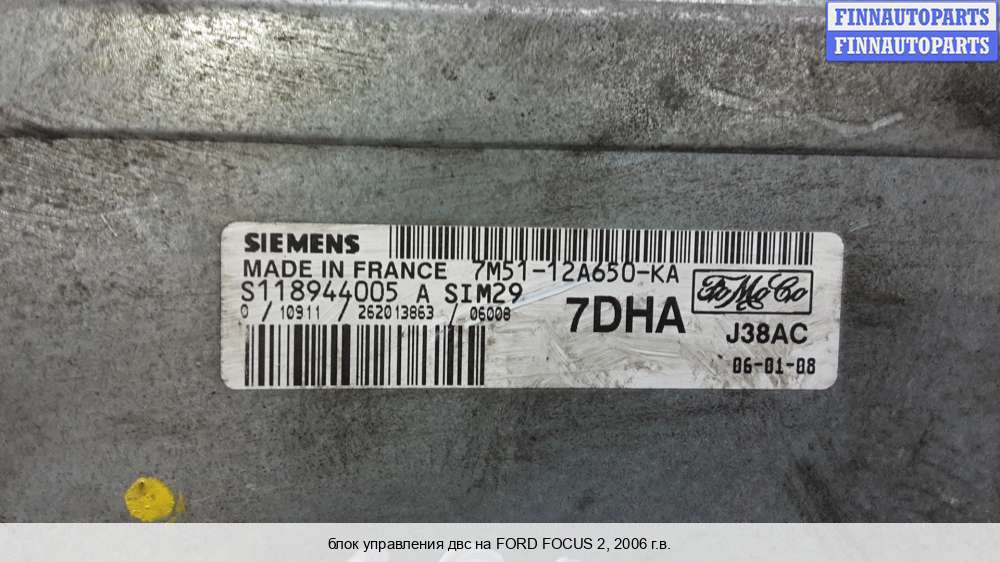 FINNAUTOPARTS
FINNAUTOPARTS
SIEMENS
MADE IN FRANCE 7M51-12A650-KA
S118944005 A SIM29
0 / 10911 / 262013863 / 06008
7DHA
FoMoCo
J38AC
06-01-08
блок управления двс на FORD FOCUS 2, 2006 г.в.